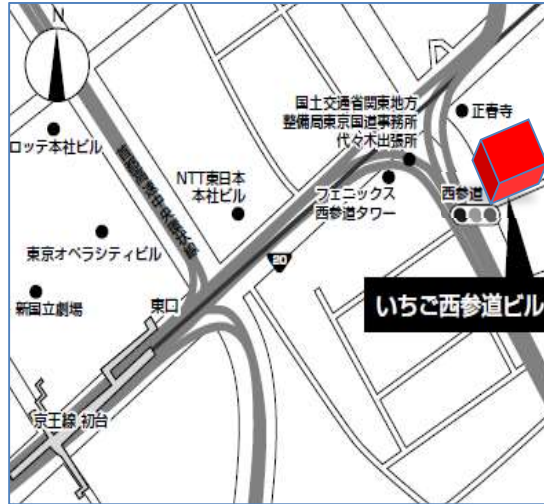 N
国土交通省関東地方
整備局東京国道事務所
代々木出張所
正春寺
ロッテ本社ビル
NTT東日本
本社ビル
フェニックス
西参道タワー
西参道
東京オペラシティビル
20
新国立劇場
東口
いちご西参道ビル
京王線 初台